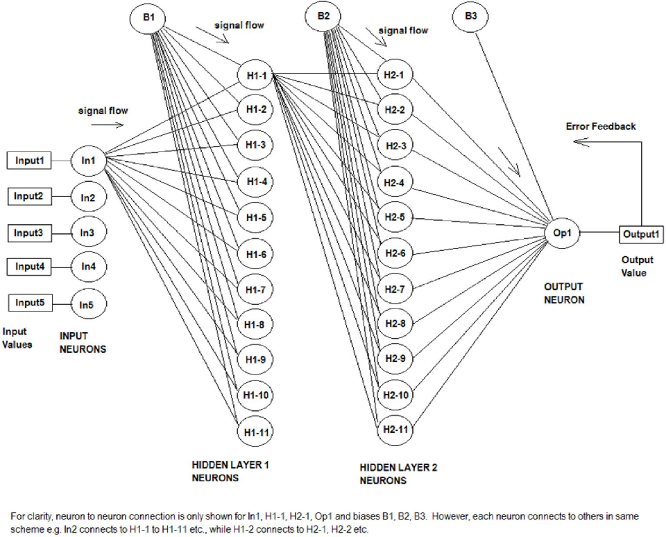 B1
B2
B3
signal flow
signal flow
H1-1
H2-1
H1-2
H2-2
signal flow
H1-3
H2-3
Error Feedback
Input1
In1
H1-4
H2-4
Input2
In2
H1-5
H2-5
Input3
In3
Op1
Output1
H1-6
H2-6
Input4
In4
Output
Value
H1-7
H2-7
OUTPUT
NEURON
Input5
In5
H1-8
H2-8
Input
Values
INPUT
NEURONS
H1-9
H2-9
H1-10
H2-10
H1-11
H2-11
HIDDEN LAYER 1
NEURONS
HIDDEN LAYER 2
NEURONS
For clarity, neuron to neuron connection is only shown for In1, H1-1, H2-1, Op1 and biases B1, B2, B3. However, each neuron connects to others in same
scheme e.g. In2 connects to H1-1 to H1-11 etc., while H1-2 connects to H2-1, H2-2 etc.